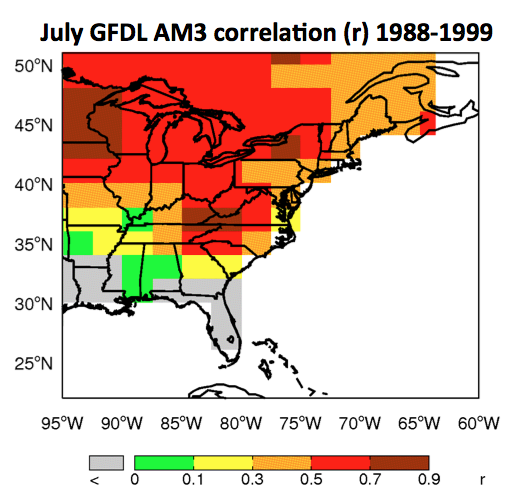 July GFDL AM3 correlation (r) 1988-1999
50°N
45°N
40°N
35°N
30°N
25°N
95°W 90°W 85°W 80°W 75°W 70°W 65°W 60°W
< 0 0.1 0.3 0.5 0.7 0.9 r